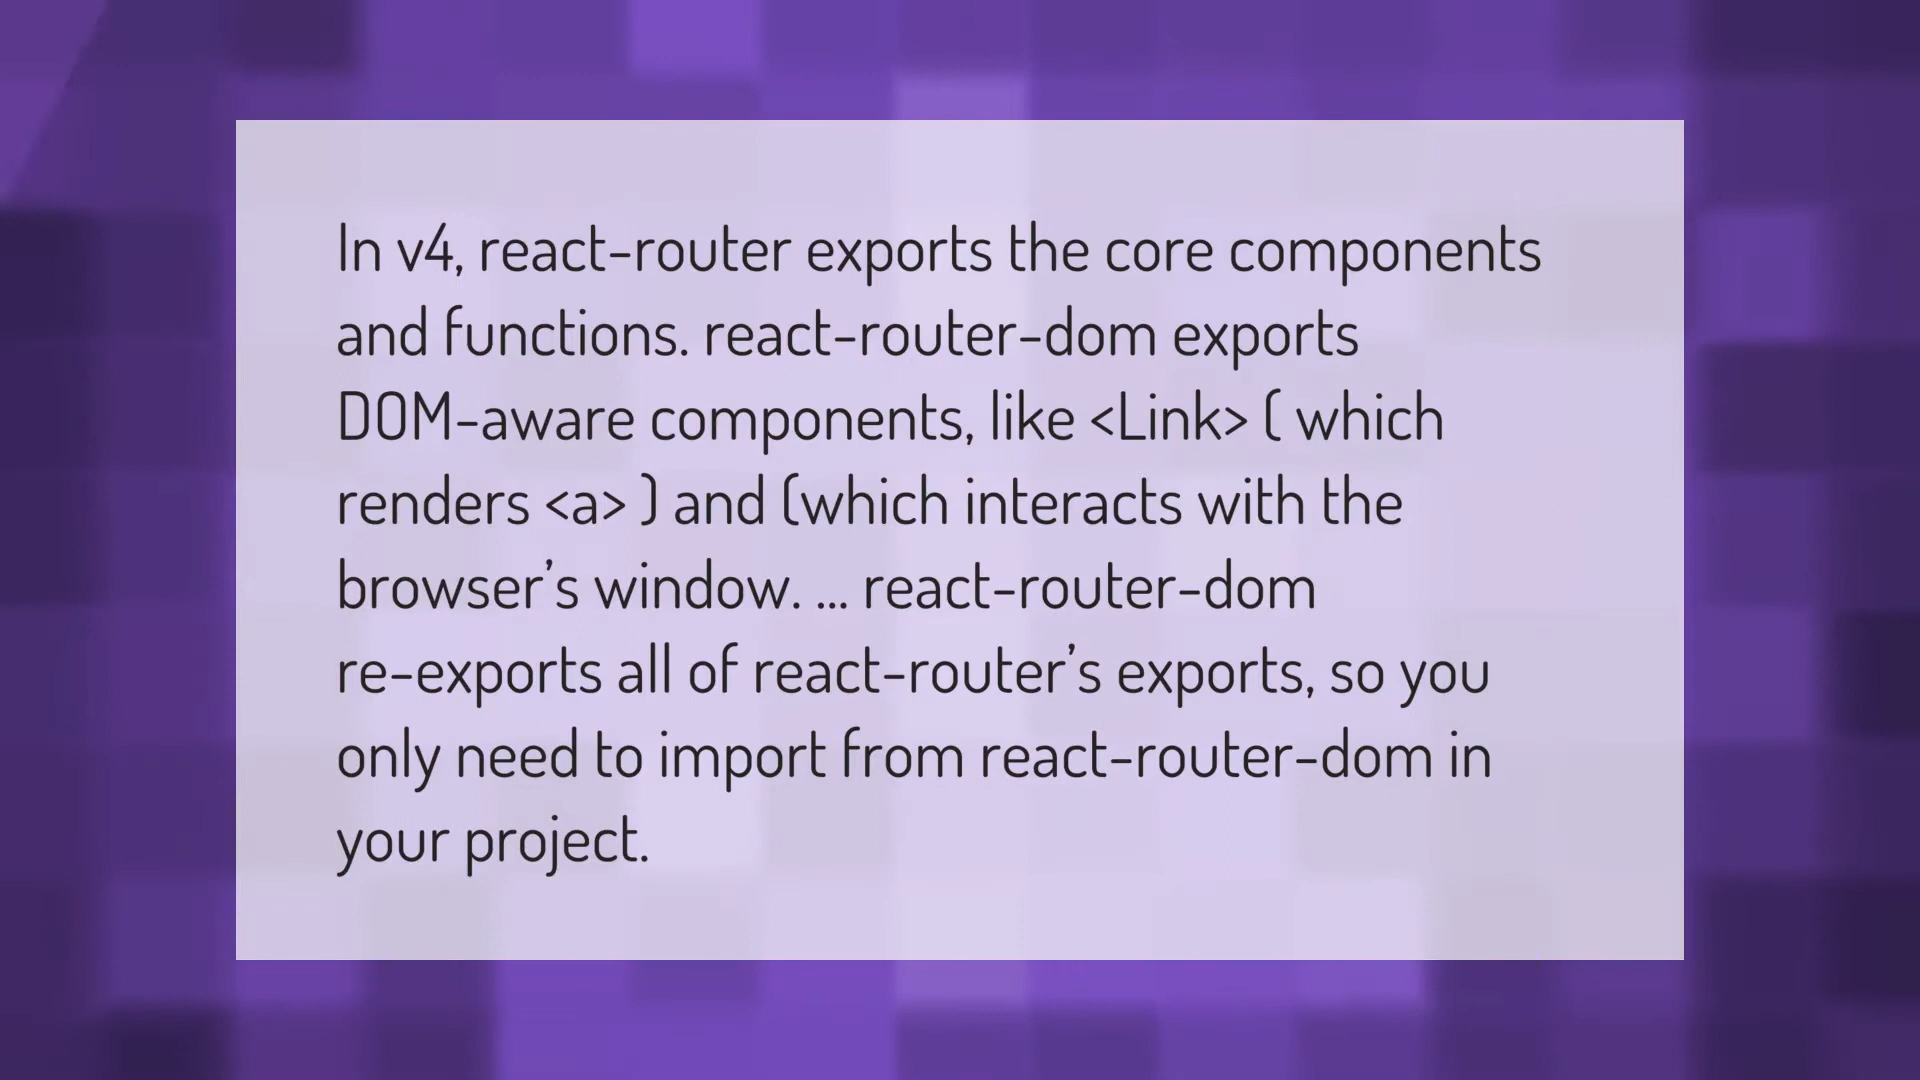 In v4, react-router exports the core components
and functions. react-router-dom exports
DOM-aware components, like <Link> ( which
renders <a> ) and (which interacts with the
browser’s window. ... react-router-dom
re-exports all of react-router’s exports, so you
only need to import from react-router-dom in
your project.